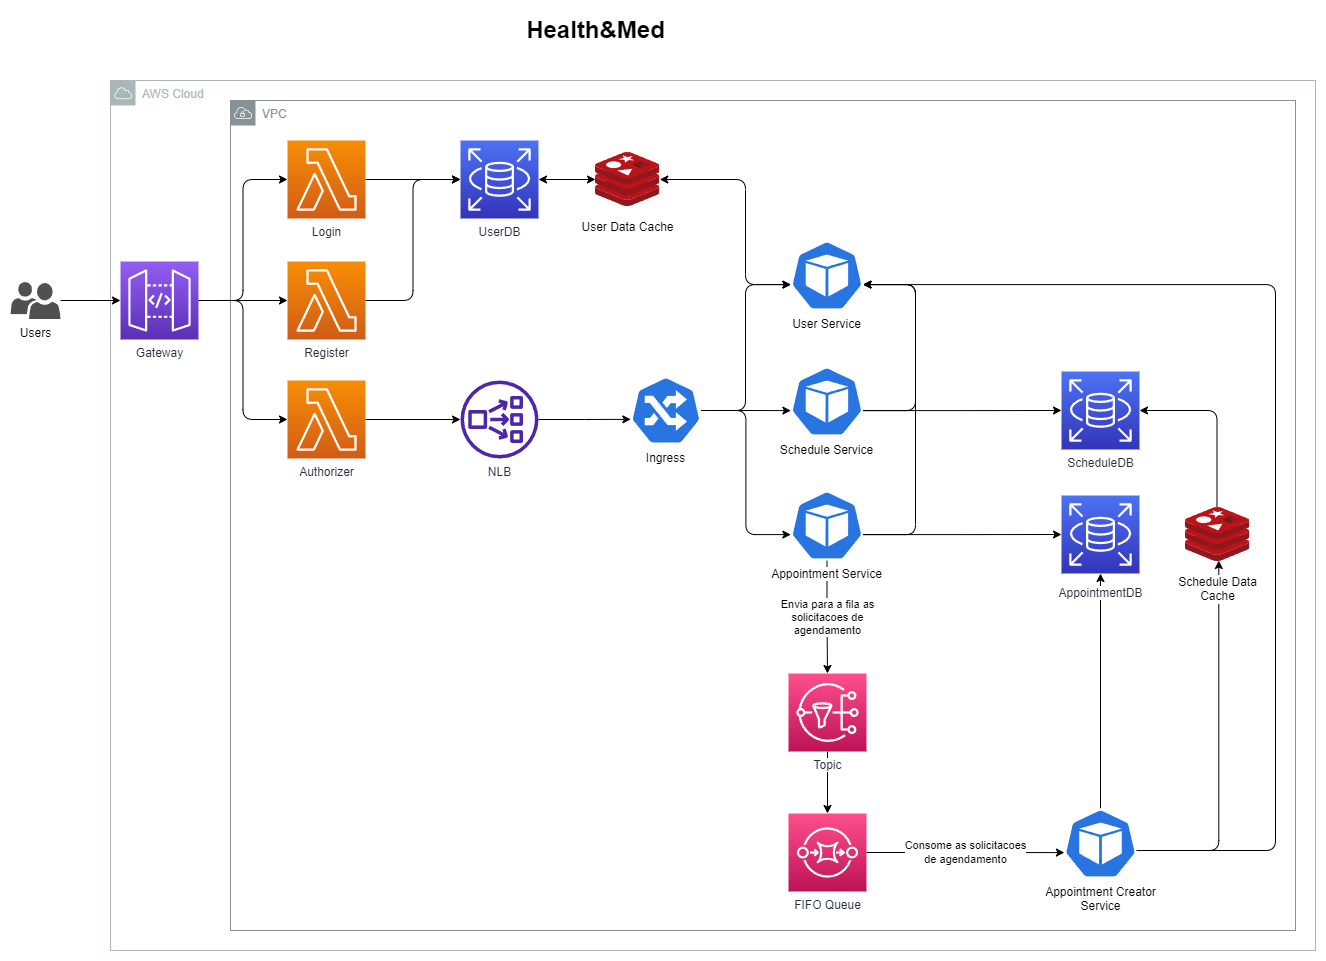 Health&Med
AWS Cloud
VPC
Login
UserDB
User Data Cache
Users
Gateway
Register
User Service
Authorizer
NLB
Ingress
Schedule Service
ScheduleDB
Appointment Service
AppointmentDB
Schedule Data
Cache
Envia para a fila as
solicitacoes de
agendamento
Topic
FIFO Queue
Consome as solicitacoes
de agendamento
Appointment Creator
Service